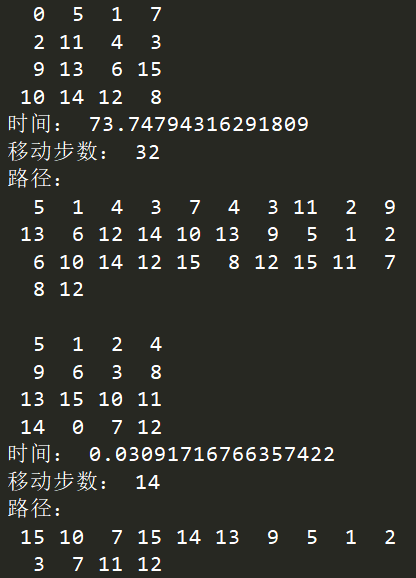 0 5 1 7
2 11 4 3
9 13 6 15
10 14 12 8
时间： 73.74794316291809
移动步数： 32
路径：
5 1 4 3 7 4 3 11 2 9
13 6 12 14 10 13 9 5 1 2
6 10 14 12 15 8 12 15 11 7
8 12
5 1 2 4
9 6 3 8
13 15 10 11
14 0 7 12
时间： 0.03091716766357422
移动步数： 14
路径：
15 10 7 15 14 13 9 5 1 2
3 7 11 12